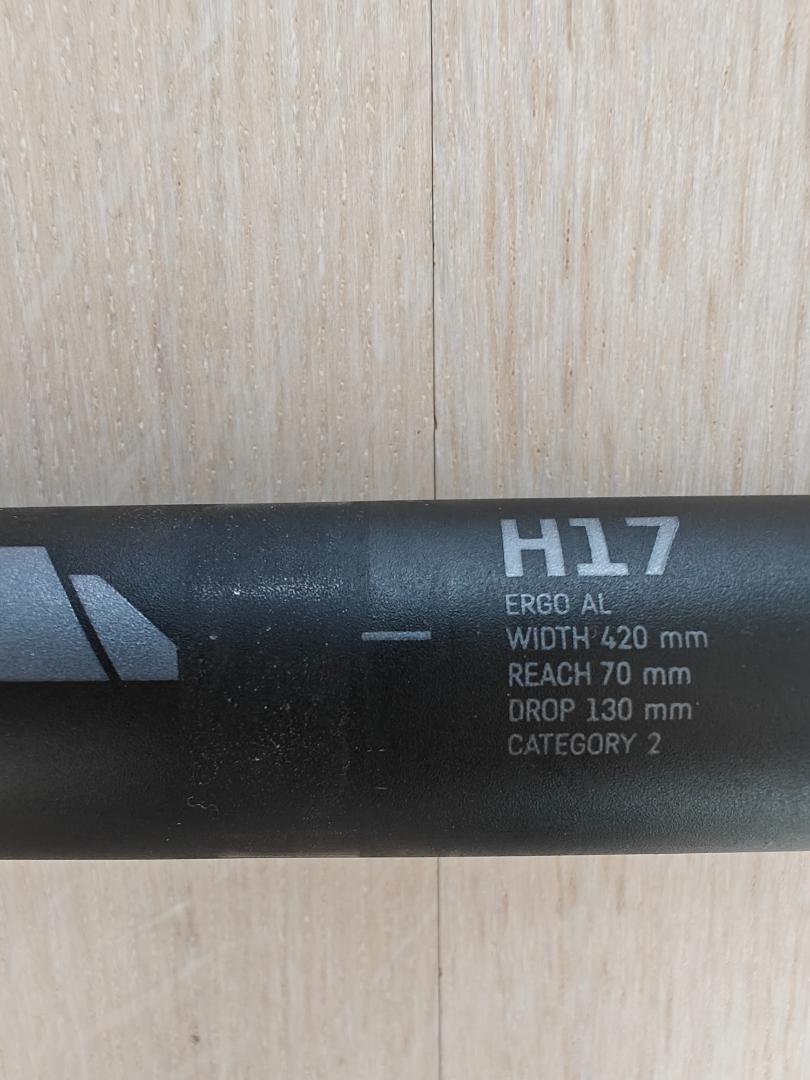 H17
ERGO AL
WIDTH 420 mm
REACH 70 mm
DROP 130 mm
CATEGORY 2